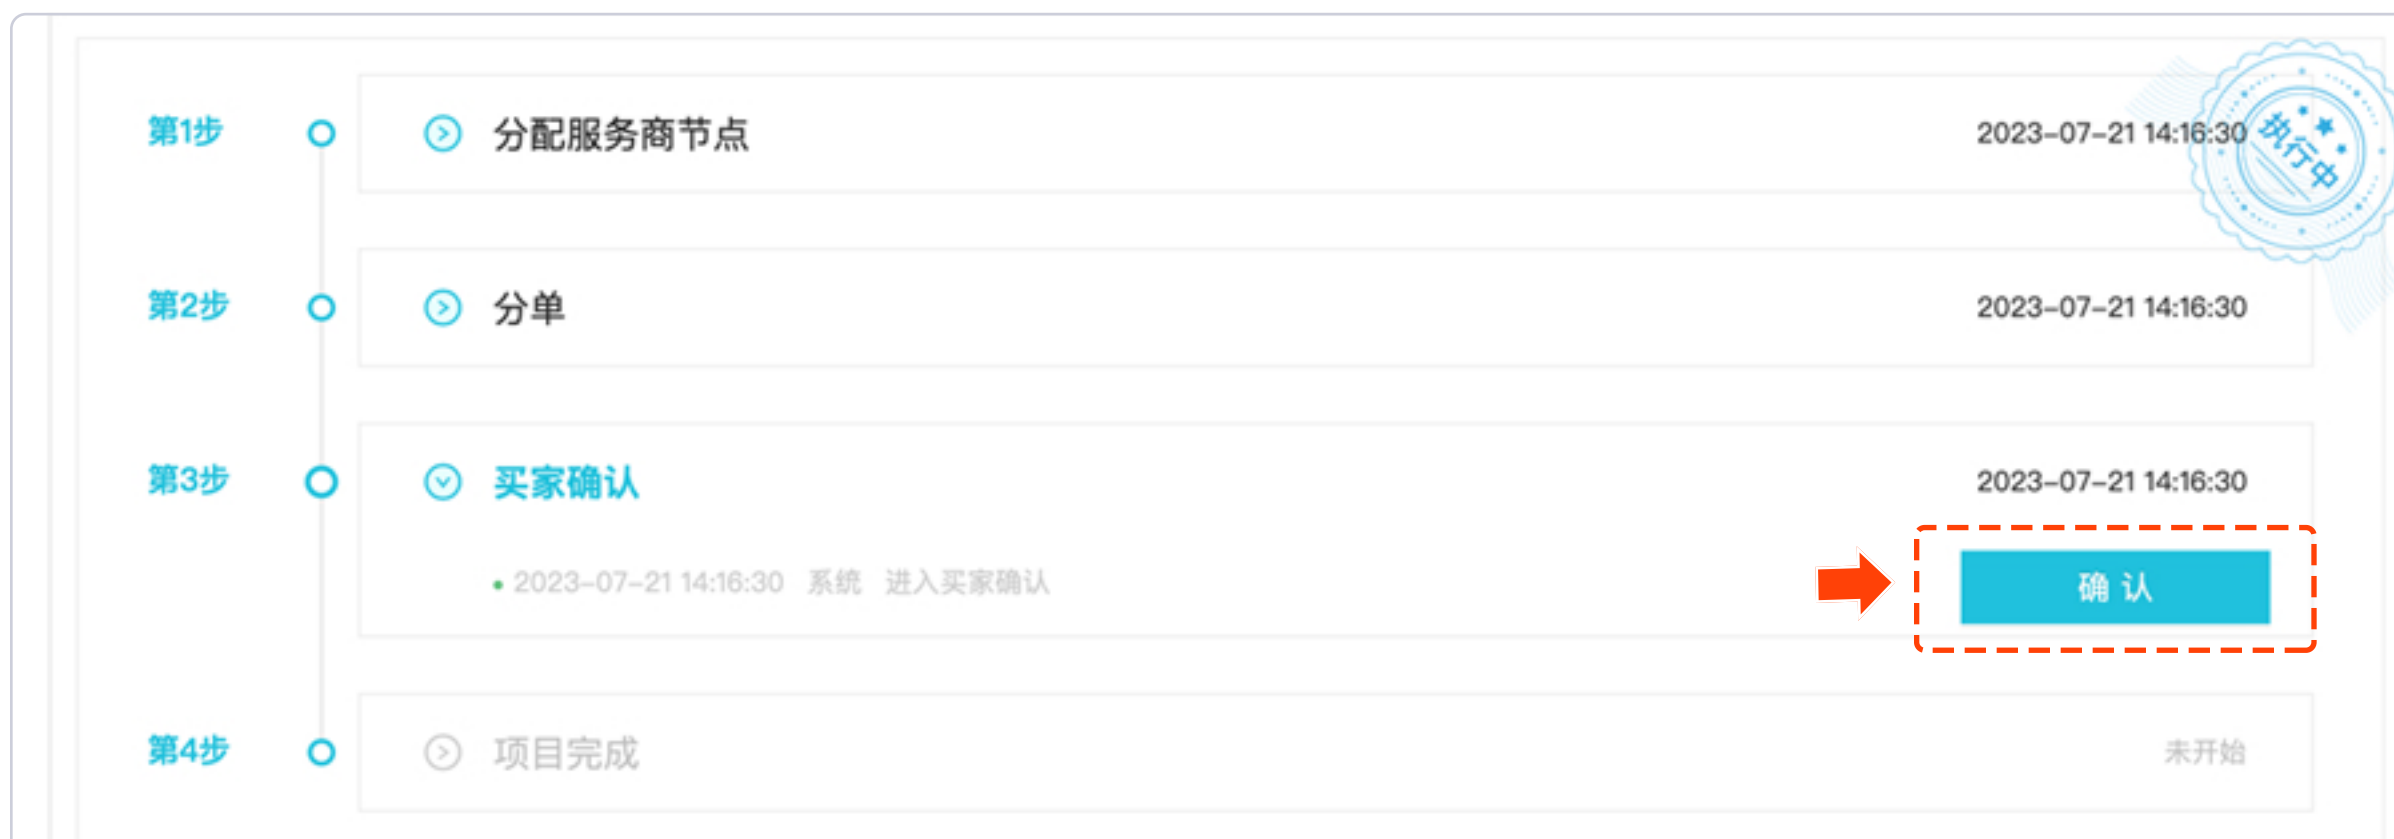 第1步 分配服务商节点 2023-07-21 14:16:30
执行中
第2步 分单 2023-07-21 14:16:30
第3步 买家确认 2023-07-21 14:16:30
2023-07-21 14:16:30 系统 进入买家确认
确认
第4步 项目完成 未开始